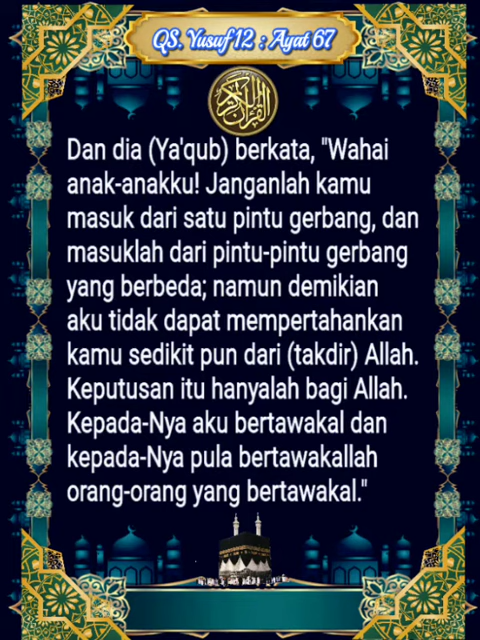 QS. Yusuf 12 : Ayat 67
القرآن الكريم
Dan dia (Ya'qub) berkata, "Wahai
anak-anakku! Janganlah kamu
masuk dari satu pintu gerbang, dan
masuklah dari pintu-pintu gerbang
yang berbeda; namun demikian
aku tidak dapat mempertahankan
kamu sedikit pun dari (takdir) Allah.
Keputusan itu hanyalah bagi Allah.
Kepada-Nya aku bertawakal dan
kepada-Nya pula bertawakallah
orang-orang yang bertawakal."